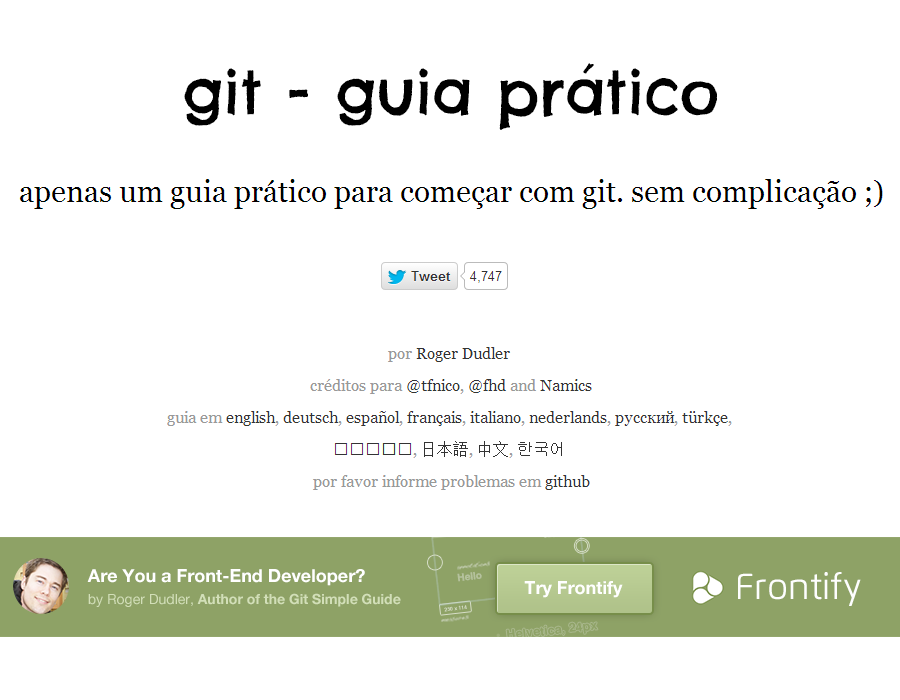 git - guia prático
apenas um guia prático para começar com git. sem complicação ;)
Tweet 4,747
por Roger Dudler
créditos para @tfnico, @fhd and Namics
guia em english, deutsch, español, français, italiano, nederlands, русский, türkçe,
□□□□□, 日本語, 中文, 한국어
por favor informe problemas em github
Are You a Front-End Developer?
by Roger Dudler, Author of the Git Simple Guide
Hello
Try Frontify
Frontify
Helvetica, 24px